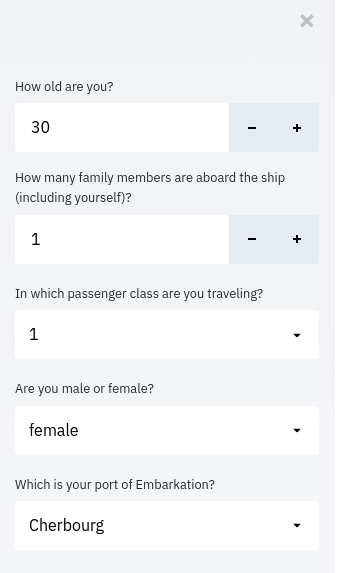 How old are you?
30
How many family members are aboard the ship
(including yourself)?
1
In which passenger class are you traveling?
1
Are you male or female?
female
Which is your port of Embarkation?
Cherbourg